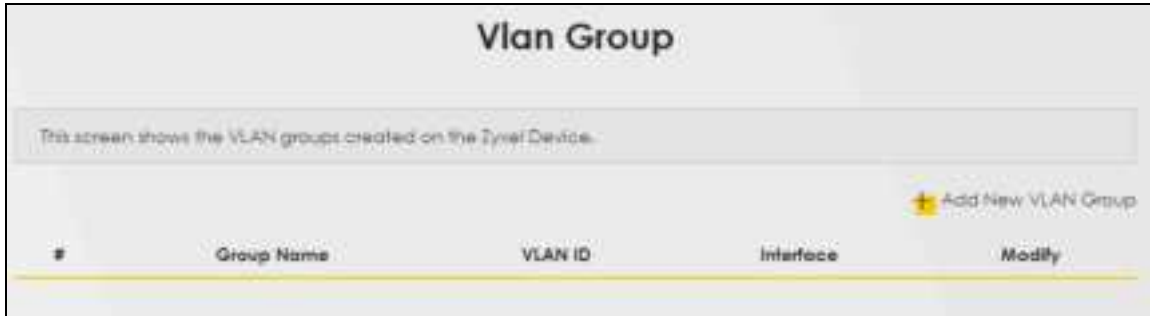 Vlan Group
This screen shows the VLAN groups created on the Zyxel Device.
Add New VLAN Group
# Group Name VLAN ID Interface Modify